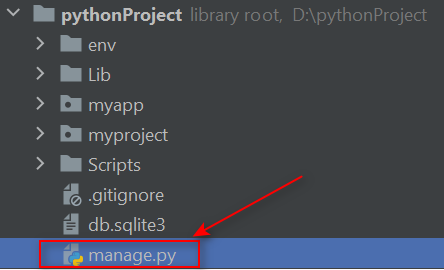 pythonProject library root, D:\pythonProject
env
Lib
myapp
myproject
Scripts
.gitignore
db.sqlite3
manage.py